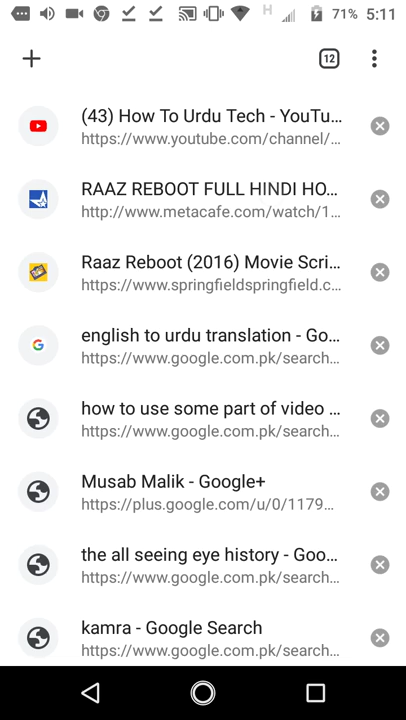 H 71% 5:11
12
(43) How To Urdu Tech - YouTu...
https://www.youtube.com/channel/...
RAAZ REBOOT FULL HINDI HO...
http://www.metacafe.com/watch/1...
Raaz Reboot (2016) Movie Scri...
https://www.springfieldspringfield.c...
english to urdu translation - Go...
https://www.google.com.pk/search...
how to use some part of video ...
https://www.google.com.pk/search...
Musab Malik - Google+
https://plus.google.com/u/0/1179...
the all seeing eye history - Goo...
https://www.google.com.pk/search...
kamra - Google Search
https://www.google.com.pk/search...